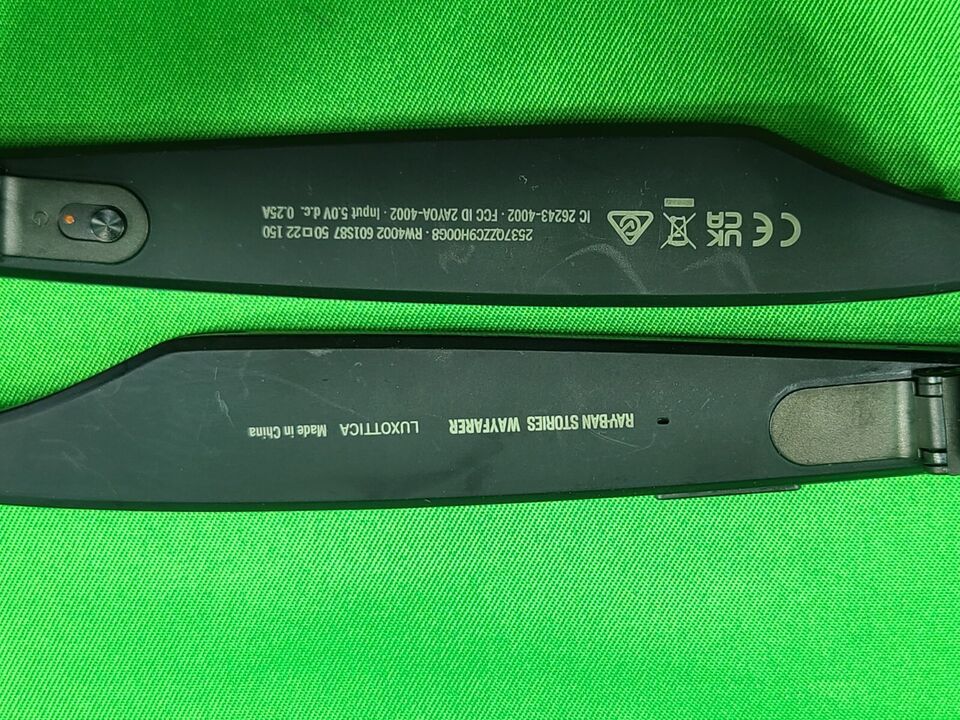 2537QZZC9H00G8 · RW4002 601S87 50□22 150
IC 26243-4002 · FCC ID 2AYOA-4002 · Input 5.0V d.c. 0.25A
CE UK CA
RAY-BAN STORIES WAYFARER LUXOTTICA Made in China